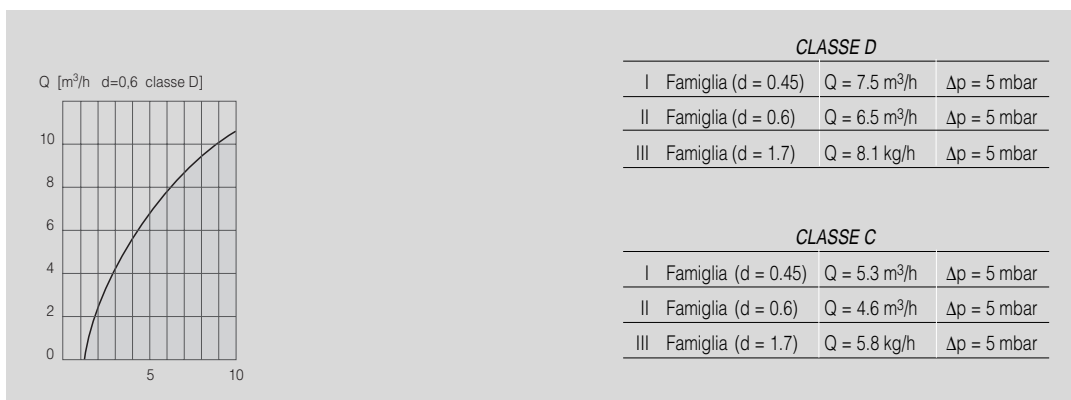 Q [m³/h d=0,6 classe D]
10
8
6
4
2
0
5 10
CLASSE D
I Famiglia (d = 0.45) Q = 7.5 m³/h Δp = 5 mbar
II Famiglia (d = 0.6) Q = 6.5 m³/h Δp = 5 mbar
III Famiglia (d = 1.7) Q = 8.1 kg/h Δp = 5 mbar
CLASSE C
I Famiglia (d = 0.45) Q = 5.3 m³/h Δp = 5 mbar
II Famiglia (d = 0.6) Q = 4.6 m³/h Δp = 5 mbar
III Famiglia (d = 1.7) Q = 5.8 kg/h Δp = 5 mbar